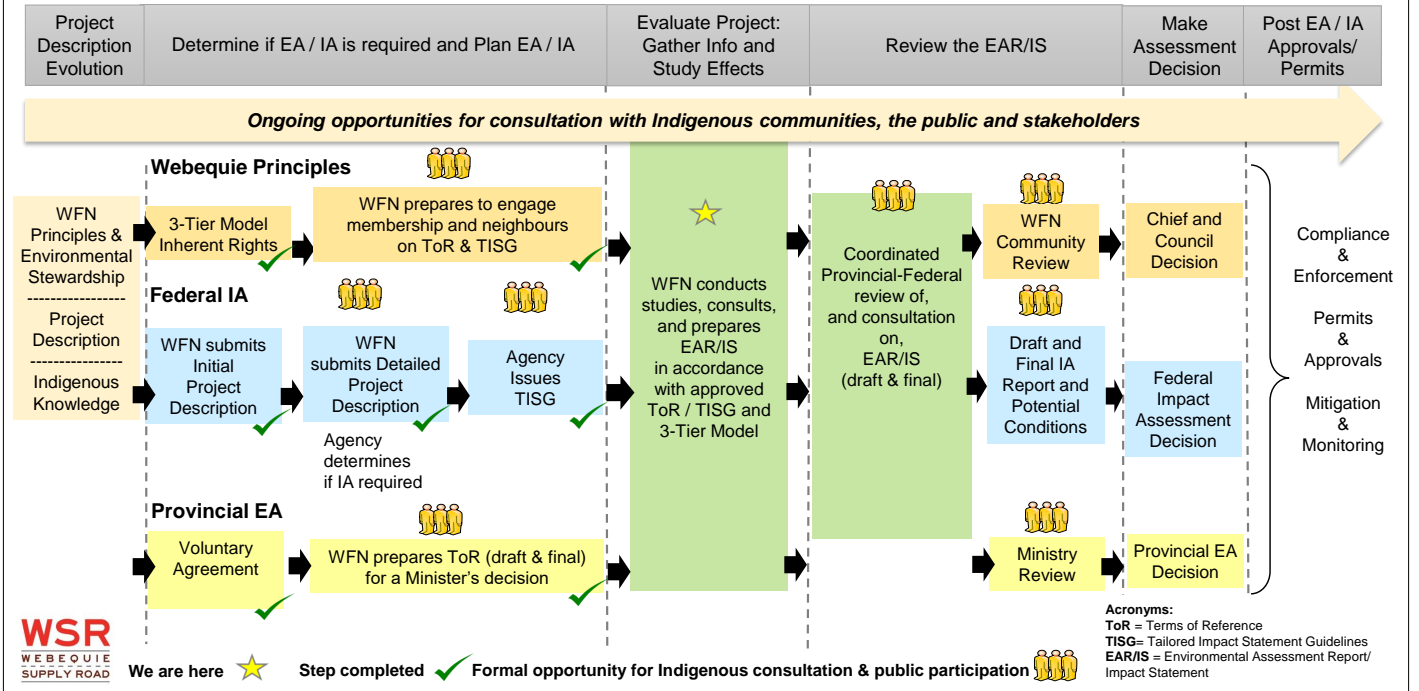 Project
Description
Evolution
Determine if EA / IA is required and Plan EA / IA
Evaluate Project:
Gather Info and
Study Effects
Review the EAR/IS
Make
Assessment
Decision
Post EA / IA
Approvals/
Permits
Ongoing opportunities for consultation with Indigenous communities, the public and stakeholders
WFN
Principles &
Environmental
Stewardship
-----------------
Project
Description
----------------
Indigenous
Knowledge
Webequie Principles
3-Tier Model
Inherent Rights
WFN prepares to engage
membership and neighbours
on ToR & TISG
Federal IA
WFN submits
Initial
Project
Description
WFN
submits Detailed
Project
Description
Agency
determines
if IA required
Agency
Issues
TISG
Provincial EA
Voluntary
Agreement
WFN prepares ToR (draft & final)
for a Minister's decision
WFN conducts
studies, consults,
and prepares
EAR/IS
in accordance
with approved
ToR / TISG and
3-Tier Model
Coordinated
Provincial-Federal
review of,
and consultation
on,
EAR/IS
(draft & final)
WFN
Community
Review
Chief and
Council
Decision
Draft and
Final IA
Report and
Potential
Conditions
Federal
Impact
Assessment
Decision
Ministry
Review
Provincial EA
Decision
Compliance
&
Enforcement
Permits
&
Approvals
Mitigation
&
Monitoring
WSR
WEBEQUIE
SUPPLY ROAD
We are here
Step completed
Formal opportunity for Indigenous consultation & public participation
Acronyms:
ToR = Terms of Reference
TISG= Tailored Impact Statement Guidelines
EAR/IS = Environmental Assessment Report/
Impact Statement